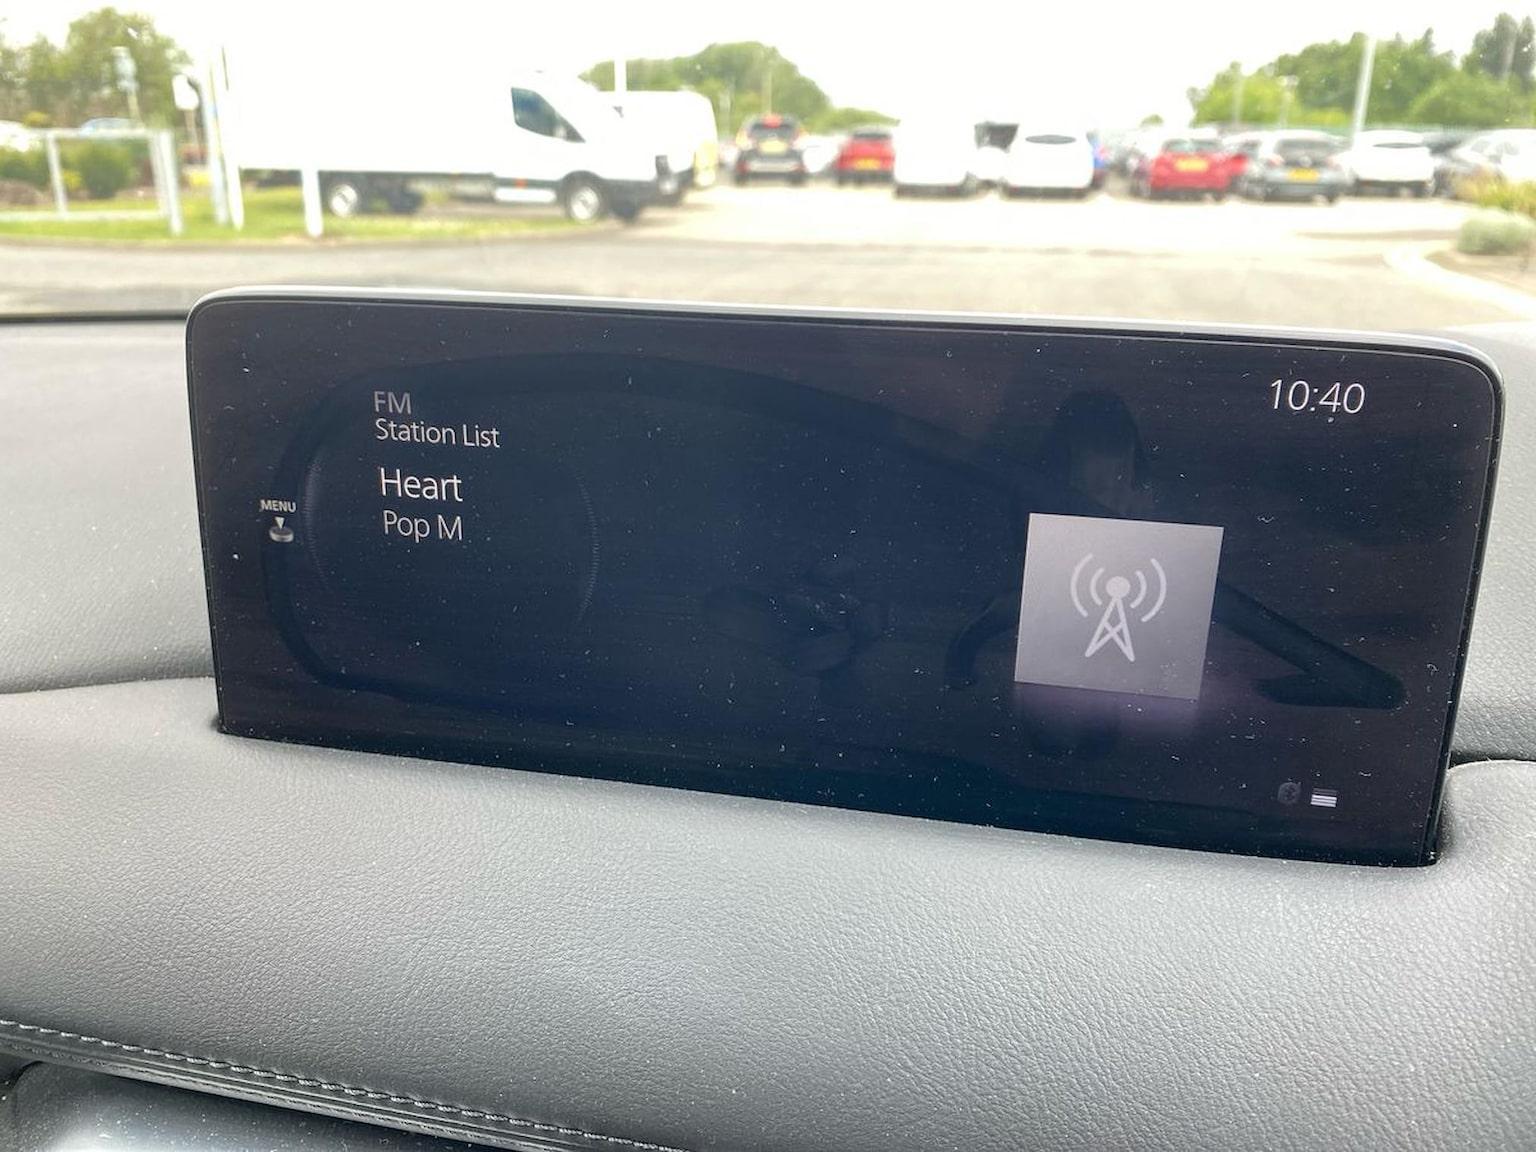 10:40
FM
Station List
Heart
MENU
Pop M